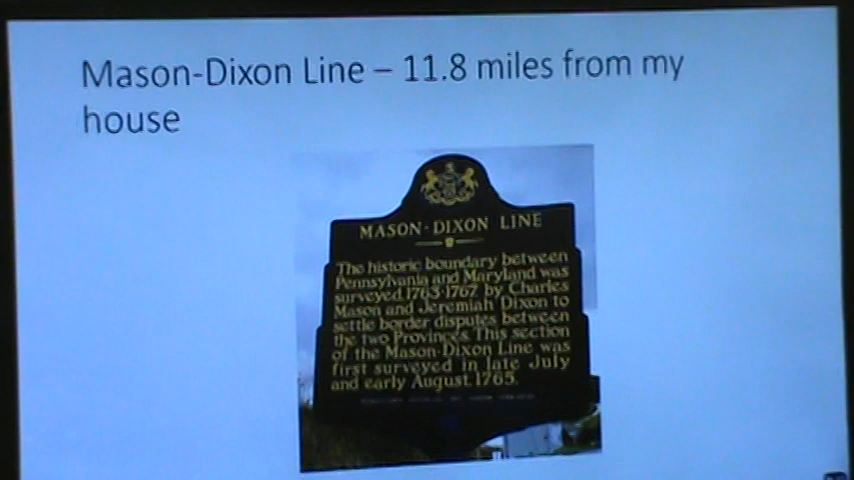 Mason-Dixon Line – 11.8 miles from my
house
MASON-DIXON LINE
The historic boundary between
Pennsylvania and Maryland was
surveyed 1763-1767 by Charles
Mason and Jeremiah Dixon to
settle border disputes between
the two Provinces. This section
of the Mason-Dixon Line was
first surveyed in late July
and early August, 1765.